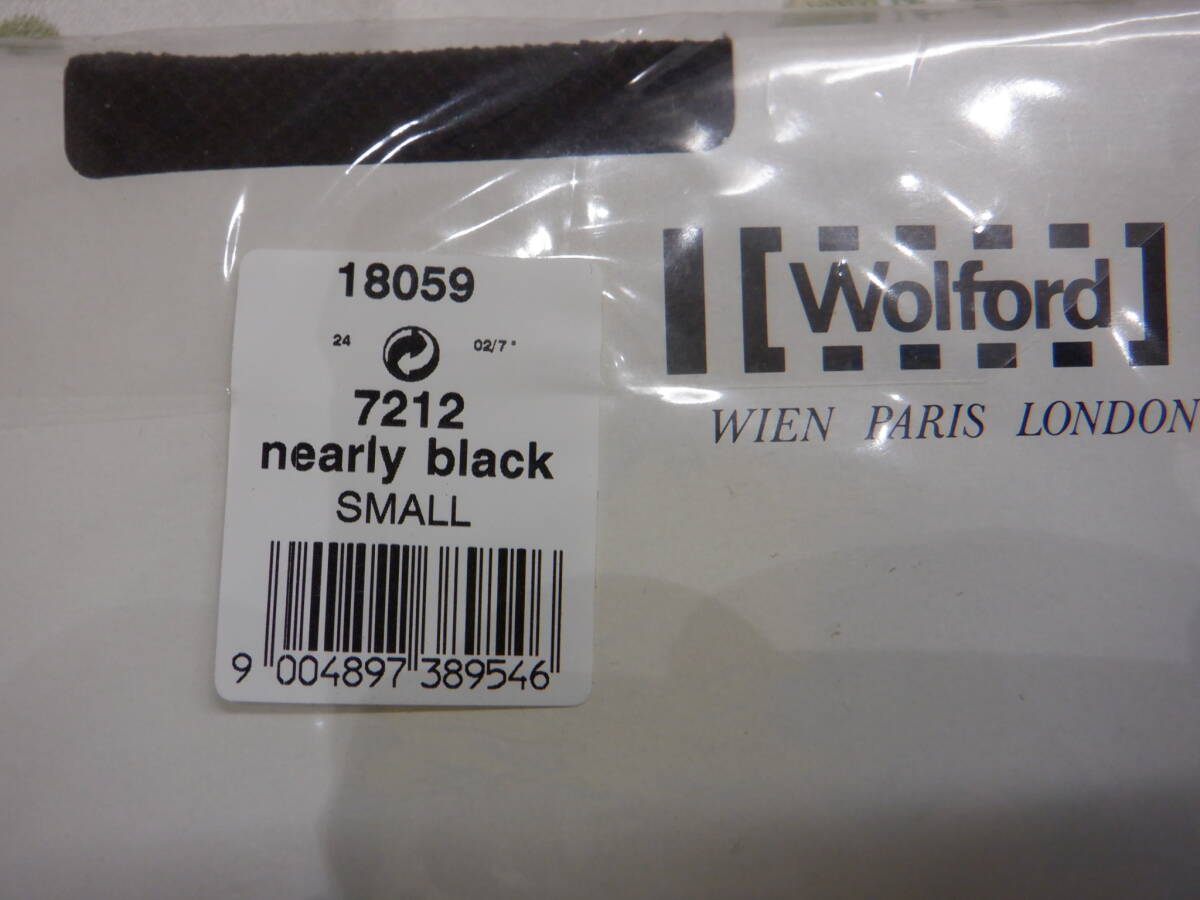 18059
24 02/7*
7212
nearly black
SMALL
9 004897 389546
Wolford
WIEN PARIS LONDON